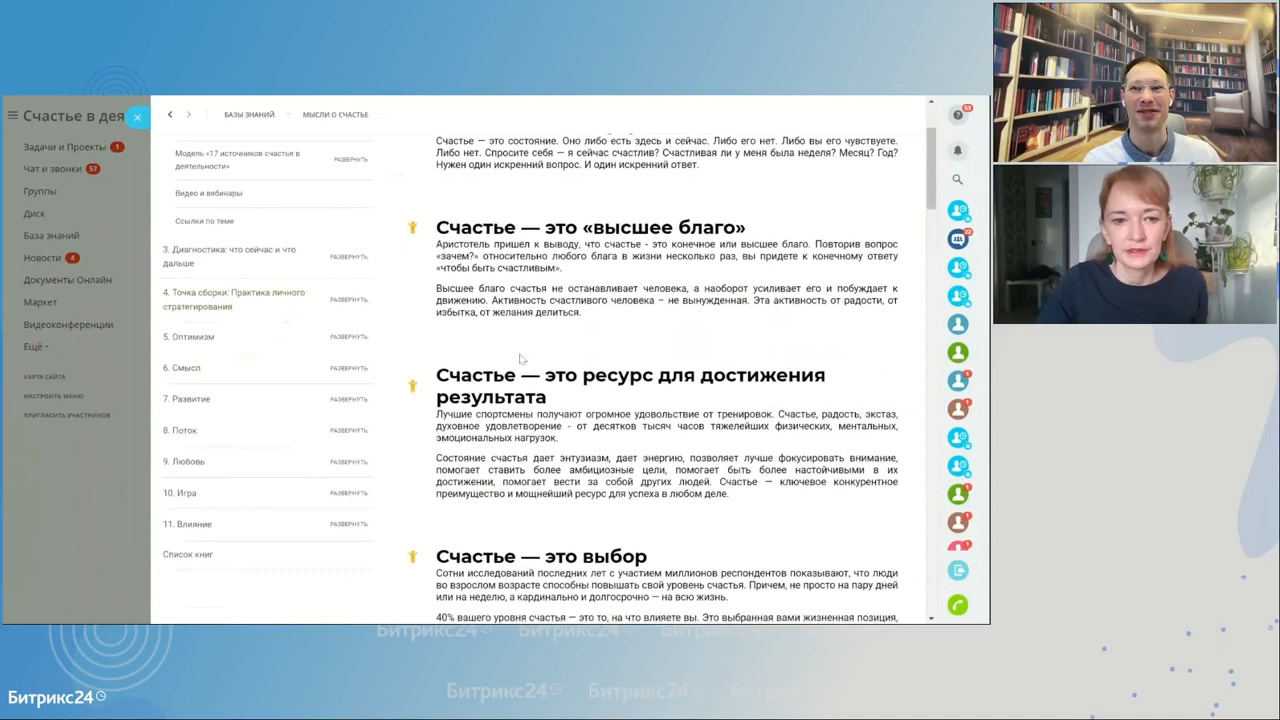 Счастье в дея
Задачи и Проекты 1
Чат и звонки 57
Группы
Диск
База знаний
Новости 4
Документы Онлайн
Маркет
Видеоконференции
Ещё
КАРТА САЙТА
НАСТРОИТЬ МЕНЮ
ПРИГЛАСИТЬ УЧАСТНИКОВ
БАЗЫ ЗНАНИЙ
МЫСЛИ О СЧАСТЬЕ
Модель «17 источников счастья в
деятельности»
РАЗВЕРНУТЬ
Видео и вебинары
Ссылки по теме
3. Диагностика: что сейчас и что
дальше
РАЗВЕРНУТЬ
4. Точка сборки: Практика личного
стратегирования
РАЗВЕРНУТЬ
5. Оптимизм РАЗВЕРНУТЬ
6. Смысл РАЗВЕРНУТЬ
7. Развитие РАЗВЕРНУТЬ
8. Поток РАЗВЕРНУТЬ
9. Любовь РАЗВЕРНУТЬ
10. Игра РАЗВЕРНУТЬ
11. Влияние РАЗВЕРНУТЬ
Список книг
Счастье — это состояние. Оно либо есть здесь и сейчас. Либо его нет. Либо вы его чувствуете.
Либо нет. Спросите себя — я сейчас счастлив? Счастливая ли у меня была неделя? Месяц? Год?
Нужен один искренний вопрос. И один искренний ответ.
Счастье — это «высшее благо»
Аристотель пришел к выводу, что счастье - это конечное или высшее благо. Повторив вопрос
«зачем?» относительно любого блага в жизни несколько раз, вы придете к конечному ответу
«чтобы быть счастливым».
Высшее благо счастья не останавливает человека, а наоборот усиливает его и побуждает к
движению. Активность счастливого человека – не вынужденная. Эта активность от радости, от
избытка, от желания делиться.
Счастье — это ресурс для достижения
результата
Лучшие спортсмены получают огромное удовольствие от тренировок. Счастье, радость, экстаз,
духовное удовлетворение - от десятков тысяч часов тяжелейших физических, ментальных,
эмоциональных нагрузок.
Состояние счастья дает энтузиазм, дает энергию, позволяет лучше фокусировать внимание,
помогает ставить более амбициозные цели, помогает быть более настойчивыми в их
достижении, помогает вести за собой других людей. Счастье — ключевое конкурентное
преимущество и мощнейший ресурс для успеха в любом деле.
Счастье — это выбор
Сотни исследований последних лет с участием миллионов респондентов показывают, что люди
во взрослом возрасте способны повышать свой уровень счастья. Причем, не просто на пару дней
или на неделю, а кардинально и долгосрочно — на всю жизнь.
40% вашего уровня счастья — это то, на что влияете вы. Это выбранная вами жизненная позиция,
53
22
1
1
1
1
1
Битрикс24 Битрикс24 Битрикс24
Битрикс24 Битрикс24
Битрикс24